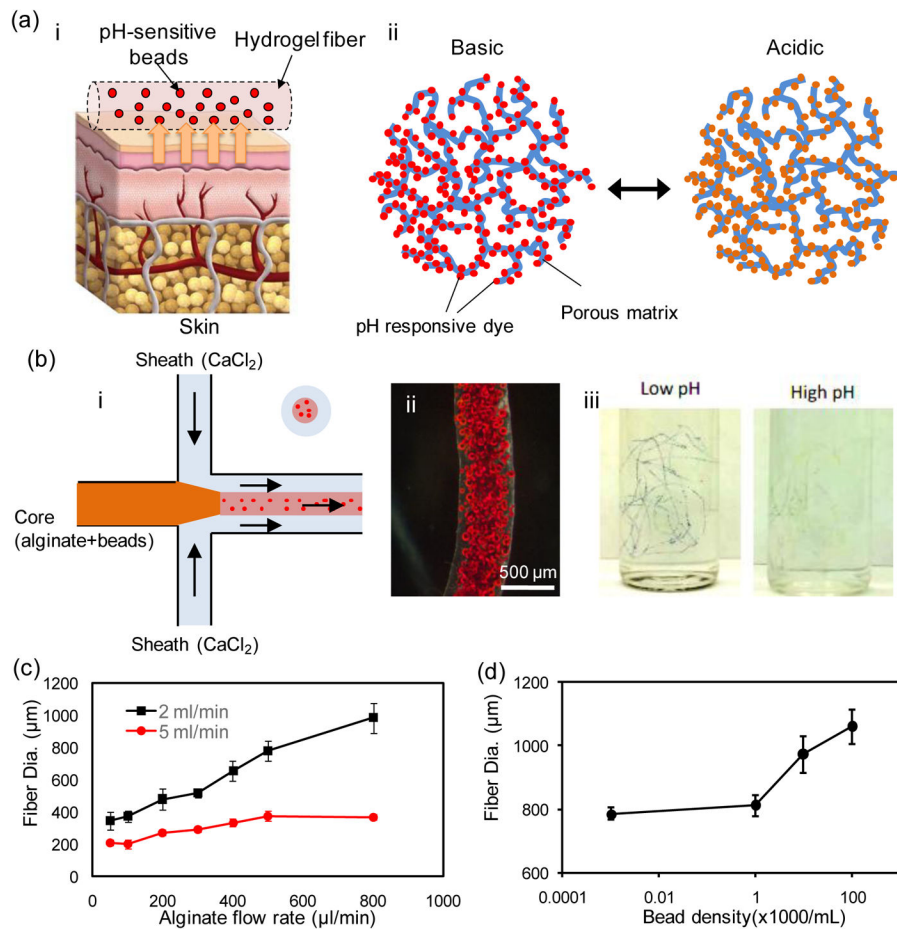 (a)
i
pH-sensitive
beads
Hydrogel fiber
Skin
ii
Basic
Acidic
pH responsive dye
Porous matrix
(b)
Sheath (CaCl₂)
i
Core
(alginate+beads)
Sheath (CaCl₂)
ii
500 µm
iii
Low pH
High pH
(c)
1200
1000
800
600
400
200
0
Fiber Dia. (µm)
2 ml/min
5 ml/min
0
200
400
600
800
1000
Alginate flow rate (µl/min)
(d)
1200
1000
800
600
Fiber Dia. (µm)
0.0001
0.01
1
100
Bead density(x1000/mL)